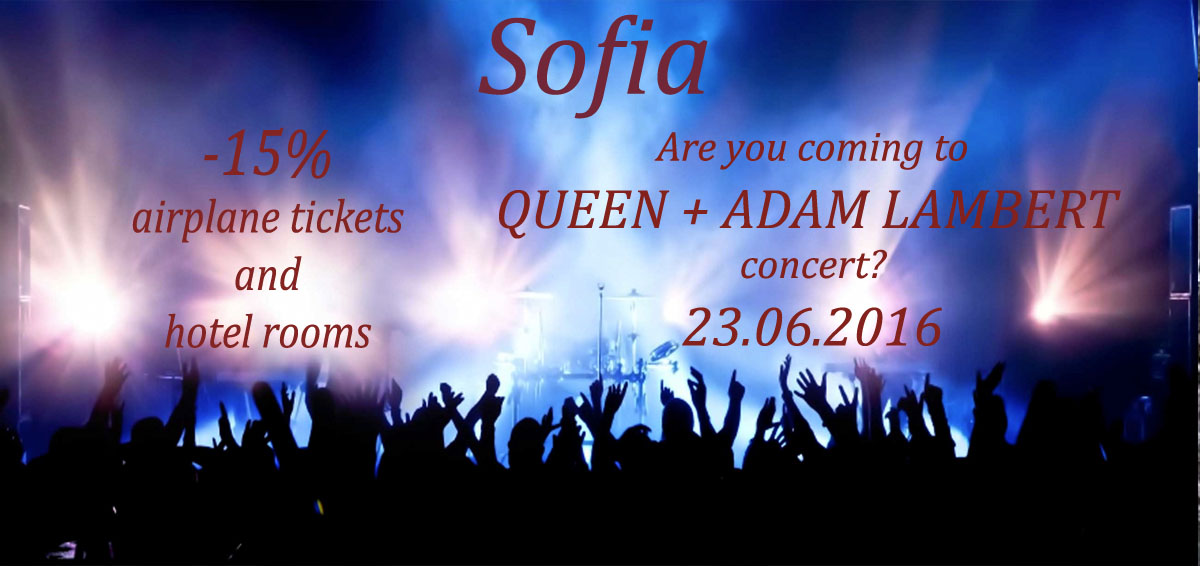 Sofia
-15%
airplane tickets
and
hotel rooms
Are you coming to
QUEEN + ADAM LAMBERT
concert?
23.06.2016